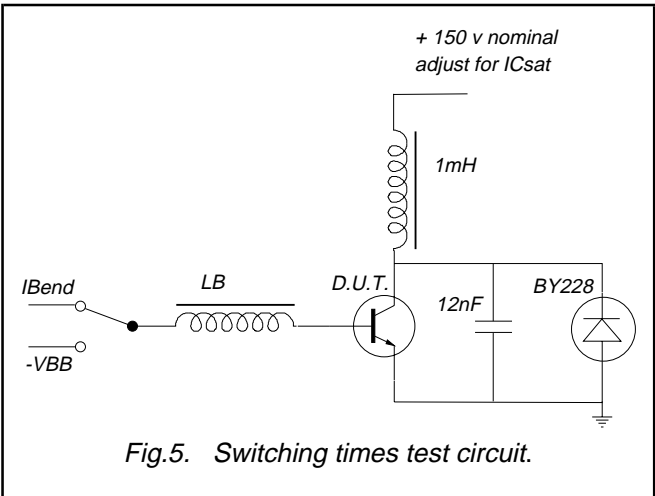 + 150 v nominal
adjust for ICsat
1mH
IBend
LB
D.U.T.
12nF
BY228
-VBB
Fig.5. Switching times test circuit.